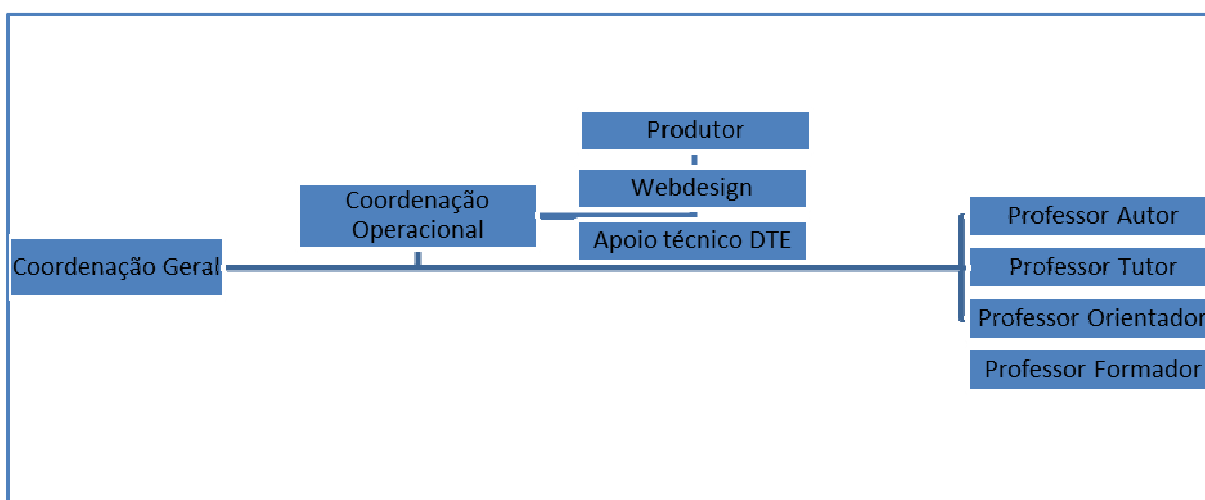 Coordenação Geral
Coordenação
Operacional
Produtor
Webdesign
Apoio técnico DTE
Professor Autor
Professor Tutor
Professor Orientador
Professor Formador